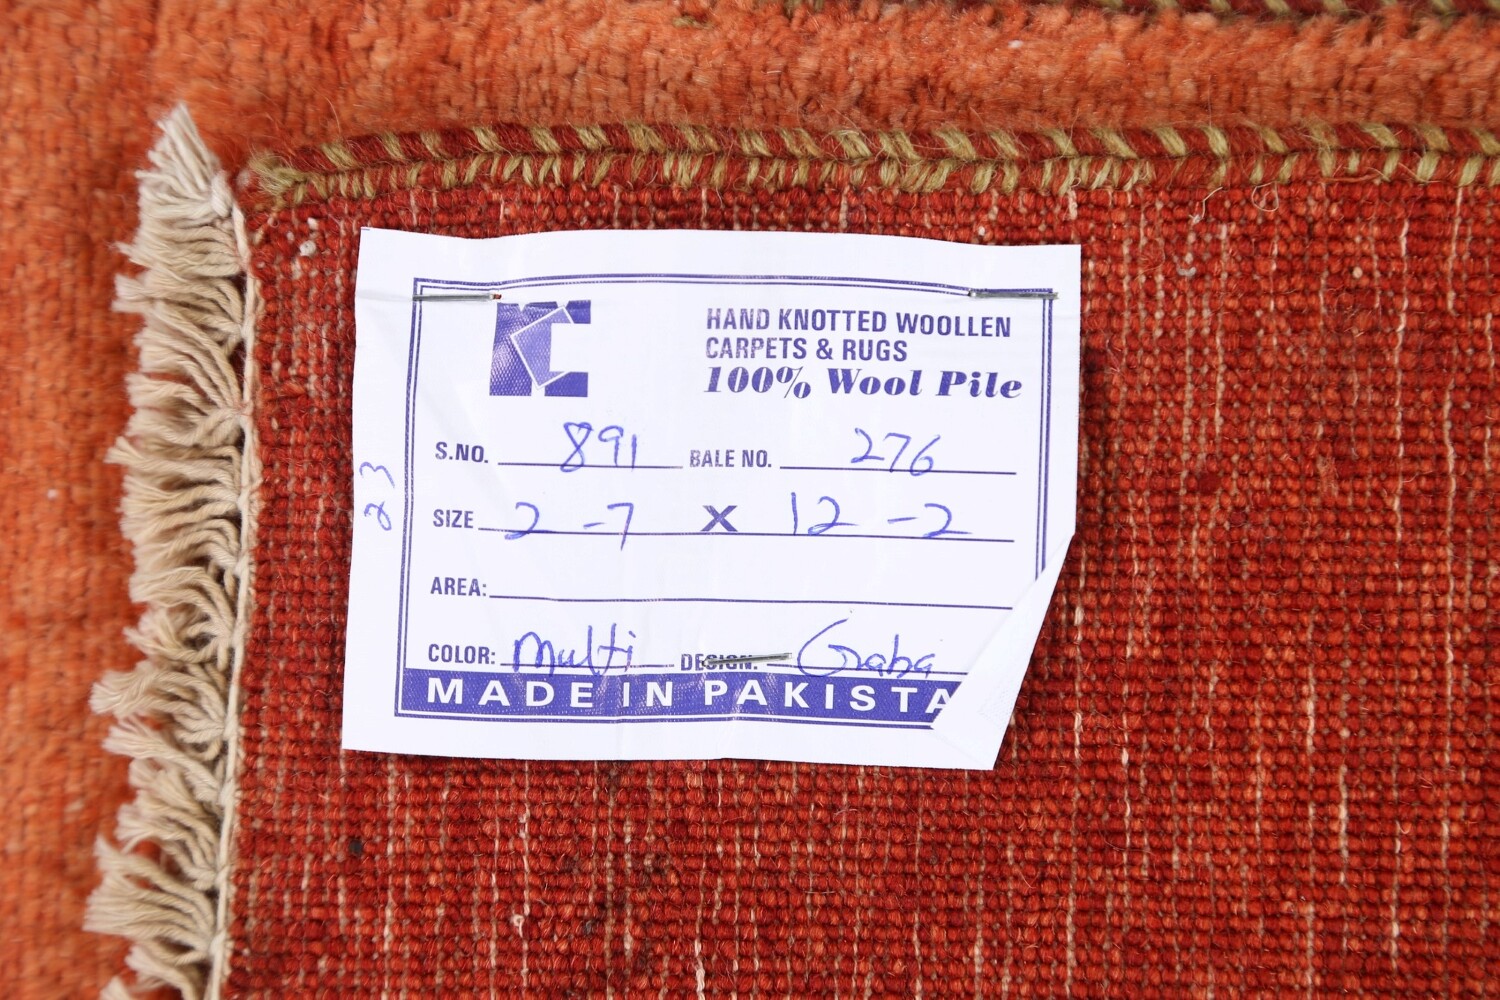 HAND KNOTTED WOOLLEN
CARPETS & RUGS
100% Wool Pile
S.NO. 891 BALE NO. 276
SIZE 2-7 X 12-2
AREA:
COLOR: Multi DESIGN: Gaba
MADE IN PAKISTA
23